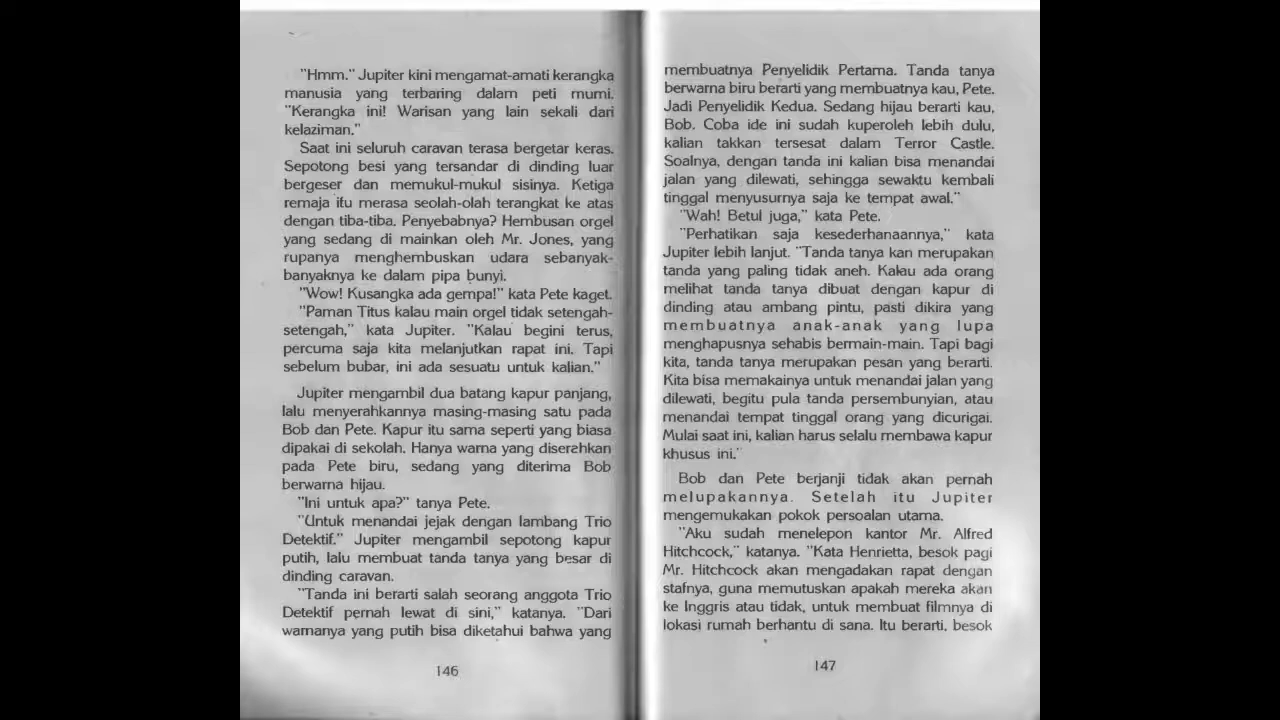 "Hmm." Jupiter kini mengamat-amati kerangka
manusia yang terbaring dalam peti mumi.
"Kerangka ini! Warisan yang lain sekali dari
kelaziman."
Saat ini seluruh caravan terasa bergetar keras.
Sepotong besi yang tersandar di dinding luar
bergeser dan memukul-mukul sisinya. Ketiga
remaja itu merasa seolah-olah terangkat ke atas
dengan tiba-tiba. Penyebabnya? Hembusan orgel
yang sedang di mainkan oleh Mr. Jones, yang
rupanya menghembuskan udara sebanyak-
banyaknya ke dalam pipa bunyi.
"Wow! Kusangka ada gempa!" kata Pete kaget.
"Paman Titus kalau main orgel tidak setengah-
setengah," kata Jupiter. "Kalau begini terus,
percuma saja kita melanjutkan rapat ini. Tapi
sebelum bubar, ini ada sesuatu untuk kalian."
Jupiter mengambil dua batang kapur panjang,
lalu menyerahkannya masing-masing satu pada
Bob dan Pete. Kapur itu sama seperti yang biasa
dipakai di sekolah. Hanya warna yang diserahkan
pada Pete biru, sedang yang diterima Bob
berwarna hijau.
"Ini untuk apa?" tanya Pete.
"Untuk menandai jejak dengan lambang Trio
Detektif." Jupiter mengambil sepotong kapur
putih, lalu membuat tanda tanya yang besar di
dinding caravan.
"Tanda ini berarti salah seorang anggota Trio
Detektif pernah lewat di sini," katanya. "Dari
warnanya yang putih bisa diketahui bahwa yang
146
membuatnya Penyelidik Pertama. Tanda tanya
berwarna biru berarti yang membuatnya kau, Pete.
Jadi Penyelidik Kedua. Sedang hijau berarti kau,
Bob. Coba ide ini sudah kuperoleh lebih dulu,
kalian takkan tersesat dalam Terror Castle.
Soalnya, dengan tanda ini kalian bisa menandai
jalan yang dilewati, sehingga sewaktu kembali
tinggal menyusurnya saja ke tempat awal."
"Wah! Betul juga," kata Pete.
"Perhatikan saja kesederhanaannya," kata
Jupiter lebih lanjut. "Tanda tanya kan merupakan
tanda yang paling tidak aneh. Kalau ada orang
melihat tanda tanya dibuat dengan kapur di
dinding atau ambang pintu, pasti dikira yang
membuatnya anak-anak yang lupa
menghapusnya sehabis bermain-main. Tapi bagi
kita, tanda tanya merupakan pesan yang berarti.
Kita bisa memakainya untuk menandai jalan yang
dilewati, begitu pula tanda persembunyian, atau
menandai tempat tinggal orang yang dicurigai.
Mulai saat ini, kalian harus selalu membawa kapur
khusus ini."
Bob dan Pete berjanji tidak akan pernah
melupakannya. Setelah itu Jupiter
mengemukakan pokok persoalan utama.
"Aku sudah menelepon kantor Mr. Alfred
Hitchcock," katanya. "Kata Henrietta, besok pagi
Mr. Hitchcock akan mengadakan rapat dengan
stafnya, guna memutuskan apakah mereka akan
ke Inggris atau tidak, untuk membuat filmnya di
lokasi rumah berhantu di sana. Itu berarti, besok
147